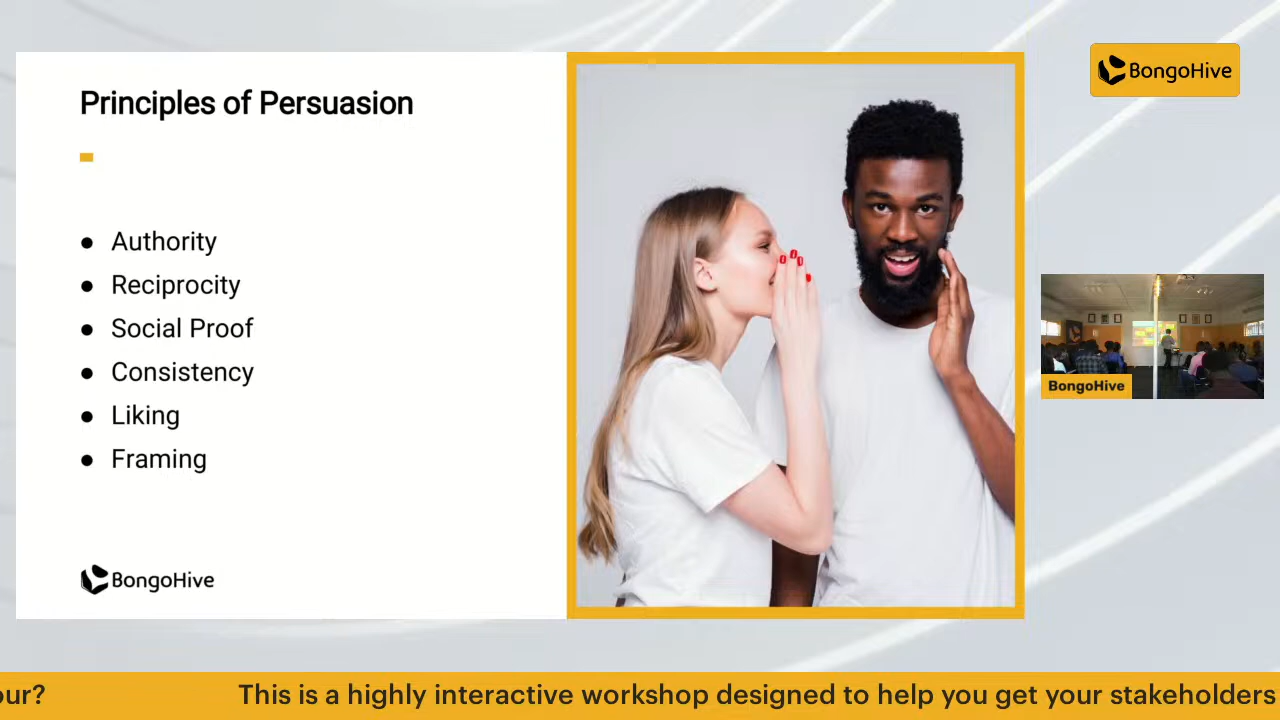 Principles of Persuasion
● Authority
● Reciprocity
● Social Proof
● Consistency
● Liking
● Framing
BongoHive
BongoHive
BongoHive
our? This is a highly interactive workshop designed to help you get your stakeholders